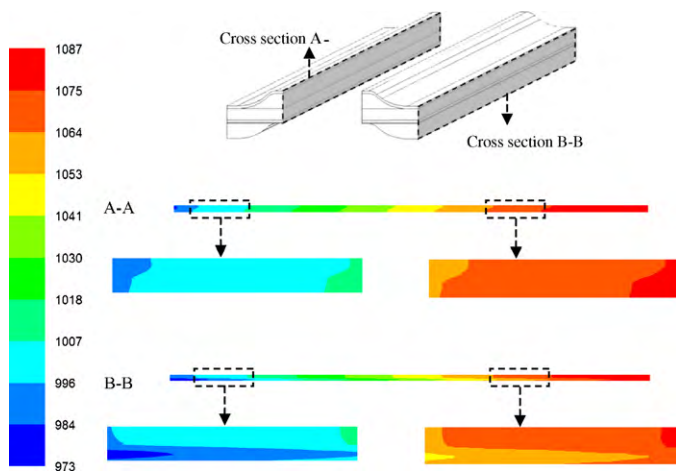 1087
1075
1064
1053
1041
1030
1018
1007
996
984
973
Cross section A-
Cross section B-B
A-A
B-B